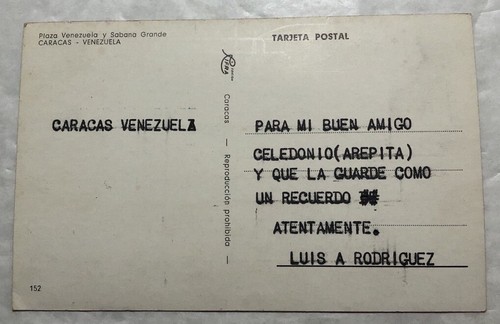 Plaza Venezuela y Sabana Grande
CARACAS - VENEZUELA
TARJETA POSTAL
Caracas — Reproducción prohibida —
CARACAS VENEZUELA
PARA MI BUEN AMIGO
CELEDONIO(AREPITA)
Y QUE LA GUARDE COMO
UN RECUERDO
ATENTAMENTE.
LUIS A RODRIGUEZ
152